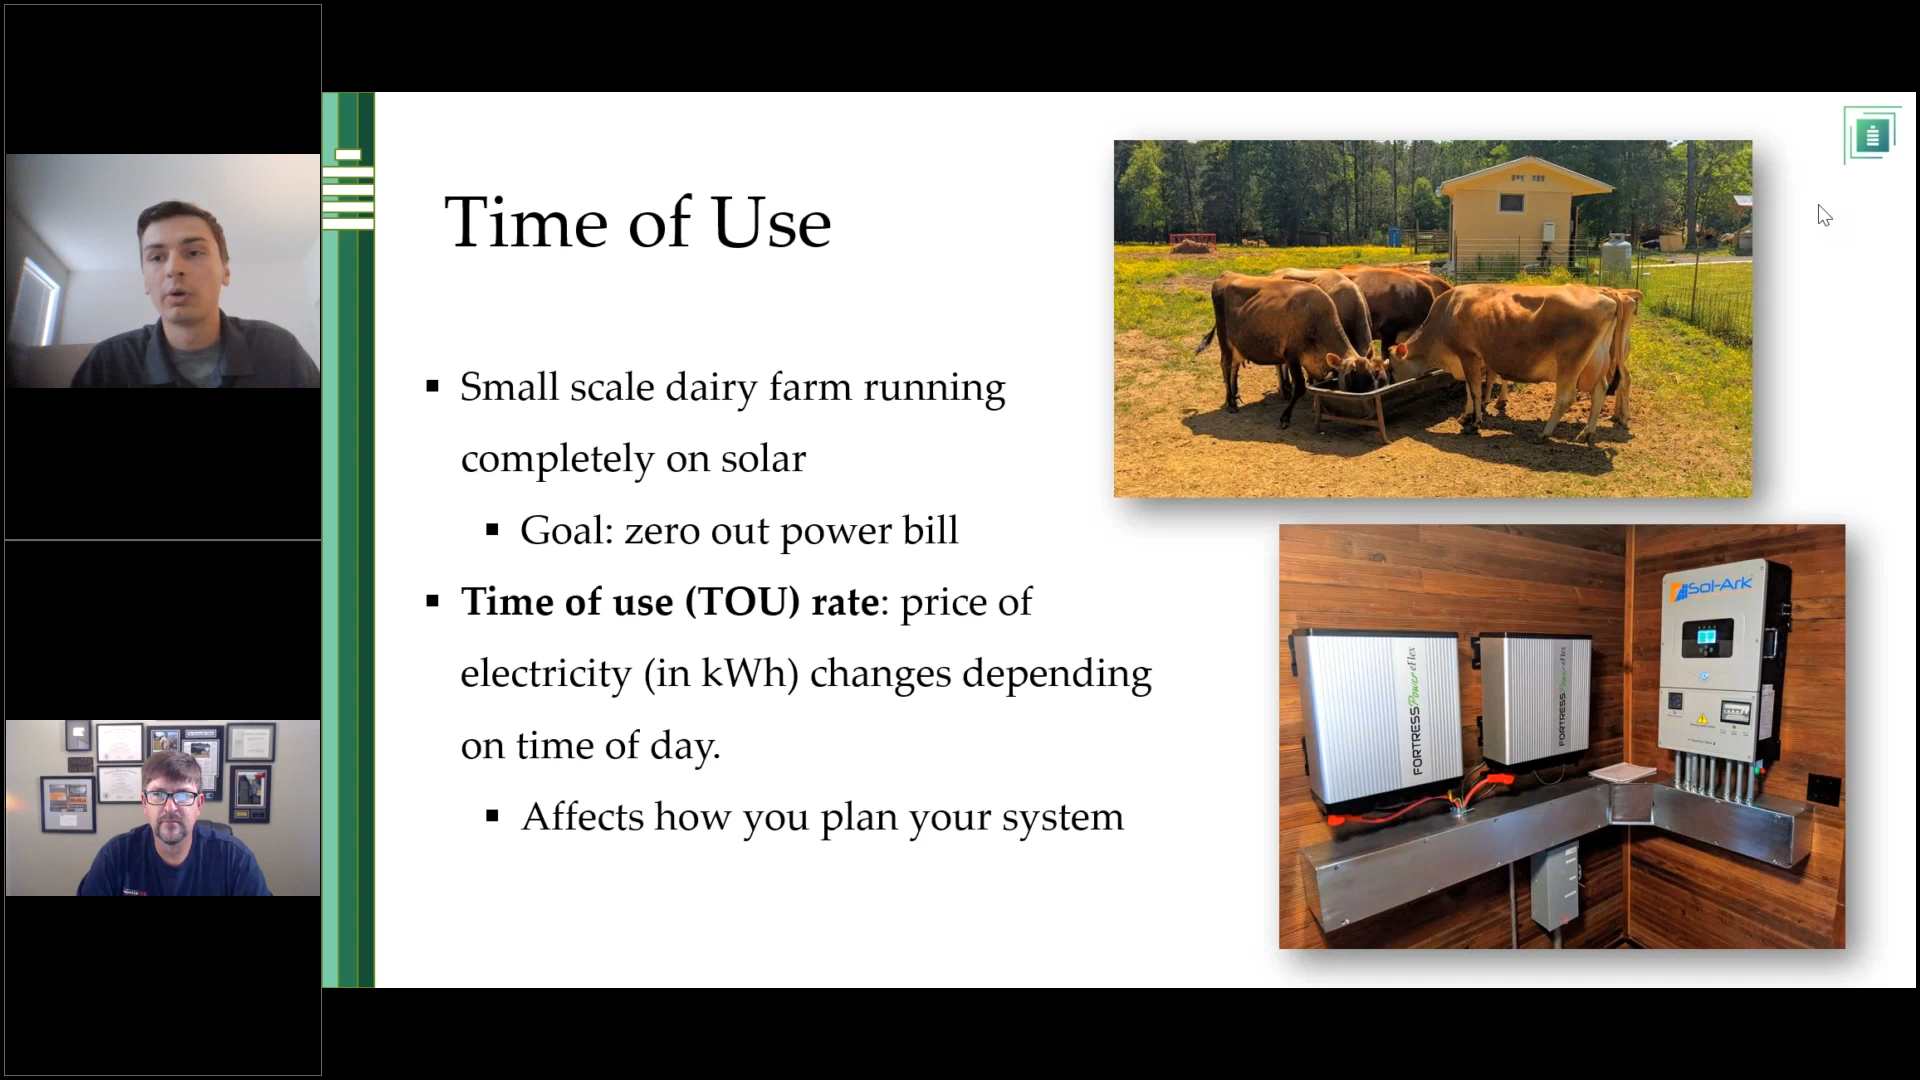 Time of Use
Small scale dairy farm running
completely on solar
Goal: zero out power bill
Time of use (TOU) rate: price of
electricity (in kWh) changes depending
on time of day.
Affects how you plan your system
Sol-Ark
FORTRESS Power eFlex
FORTRESS Power eFlex